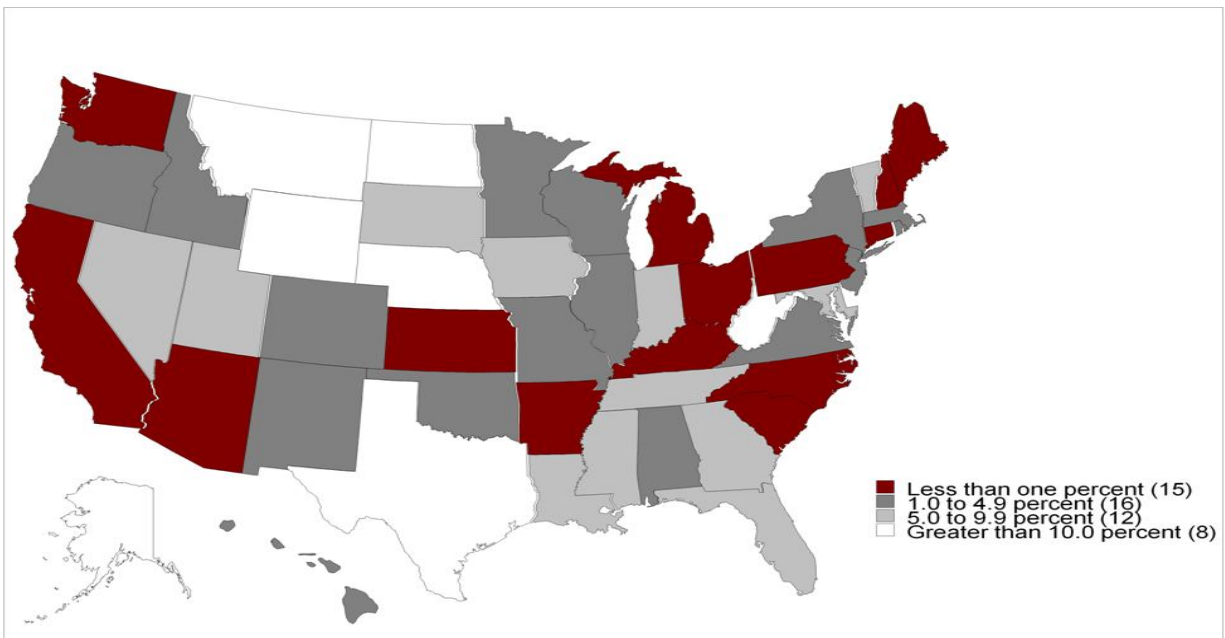 Less than one percent (15)
1.0 to 4.9 percent (16)
5.0 to 9.9 percent (12)
Greater than 10.0 percent (8)